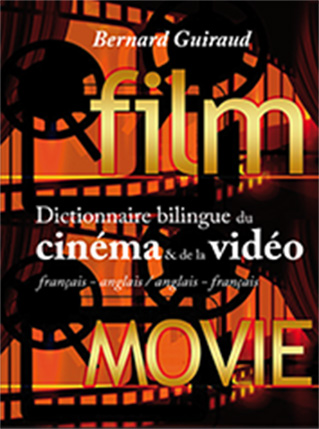 Bernard Guiraud
film
Dictionnaire bilingue du
cinéma & de la vidéo
français - anglais / anglais - français
MOVIE